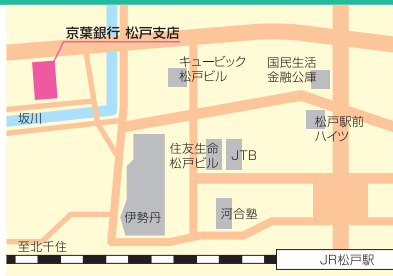 京葉銀行 松戸支店
キュービック
松戸ビル
国民生活
金融公庫
坂川
松戸駅前
ハイツ
住友生命
松戸ビル
JTB
伊勢丹
河合塾
至北千住
JR松戸駅